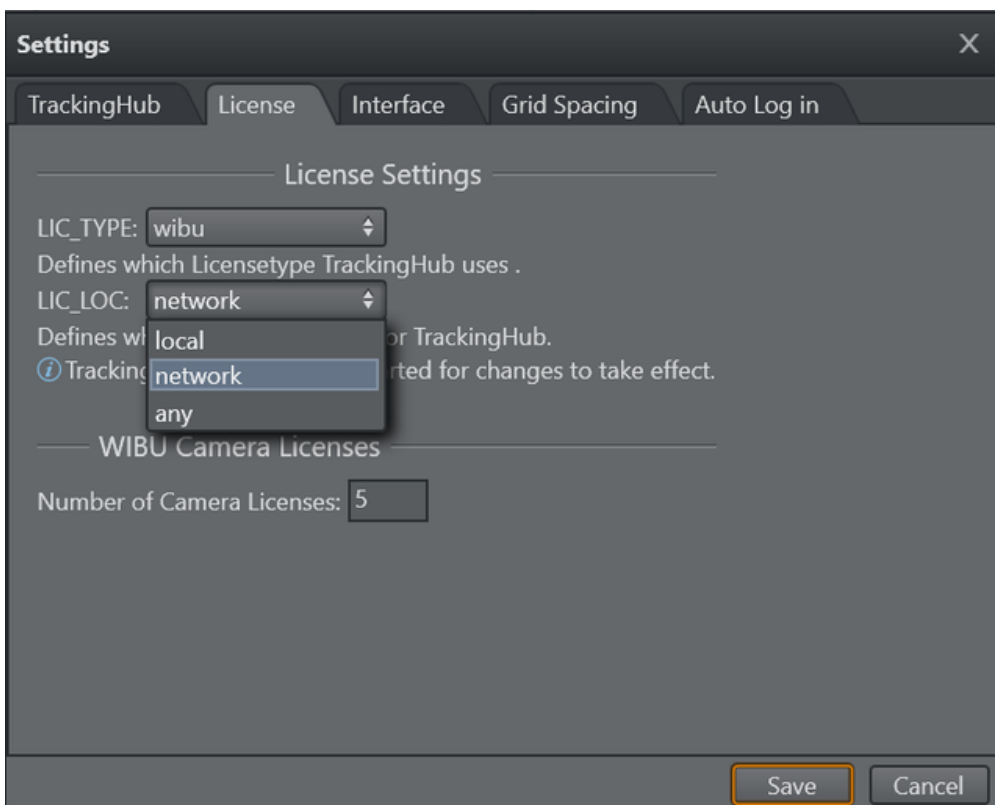 Settings X
TrackingHub License Interface Grid Spacing Auto Log in
License Settings
LIC_TYPE: wibu
Defines which Licensetype TrackingHub uses .
LIC_LOC: network
Defines or TrackingHub.
local
Tracking for changes to take effect.
network
any
WIBU Camera Licenses
Number of Camera Licenses: 5
Save Cancel